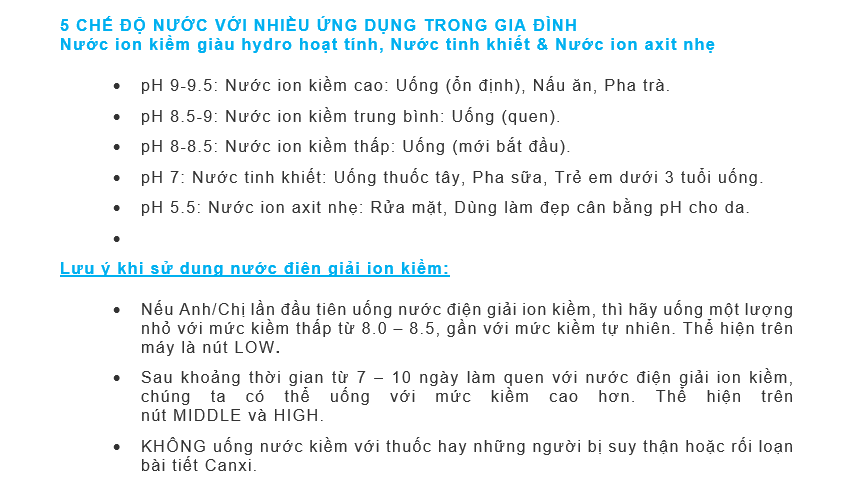 5 CHẾ ĐỘ NƯỚC VỚI NHIỀU ỨNG DỤNG TRONG GIA ĐÌNH
Nước ion kiềm giàu hydro hoạt tính, Nước tinh khiết & Nước ion axit nhẹ
• pH 9-9.5: Nước ion kiềm cao: Uống (ổn định), Nấu ăn, Pha trà.
• pH 8.5-9: Nước ion kiềm trung bình: Uống (quen).
• pH 8-8.5: Nước ion kiềm thấp: Uống (mới bắt đầu).
• pH 7: Nước tinh khiết: Uống thuốc tây, Pha sữa, Trẻ em dưới 3 tuổi uống.
• pH 5.5: Nước ion axit nhẹ: Rửa mặt, Dùng làm đẹp cân bằng pH cho da.
•
Lưu ý khi sử dung nước điên giải ion kiềm:
• Nếu Anh/Chị lần đầu tiên uống nước điện giải ion kiềm, thì hãy uống một lượng
nhỏ với mức kiềm thấp từ 8.0 – 8.5, gần với mức kiềm tự nhiên. Thể hiện trên
máy là nút LOW.
• Sau khoảng thời gian từ 7 – 10 ngày làm quen với nước điện giải ion kiềm,
chúng ta có thể uống với mức kiềm cao hơn. Thể hiện trên
nút MIDDLE và HIGH.
• KHÔNG uống nước kiềm với thuốc hay những người bị suy thận hoặc rối loạn
bài tiết Canxi.